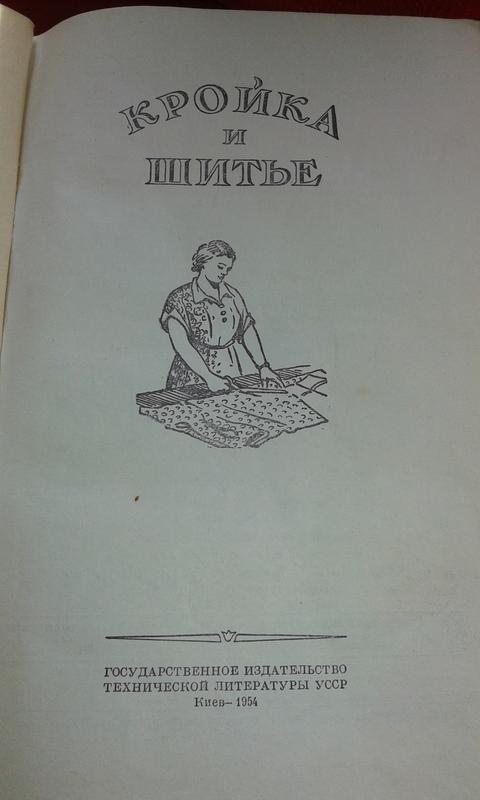 КРОЙКА
И
ШИТЬЕ
ГОСУДАРСТВЕННОЕ ИЗДАТЕЛЬСТВО
ТЕХНИЧЕСКОЙ ЛИТЕРАТУРЫ УССР
Киев—1954